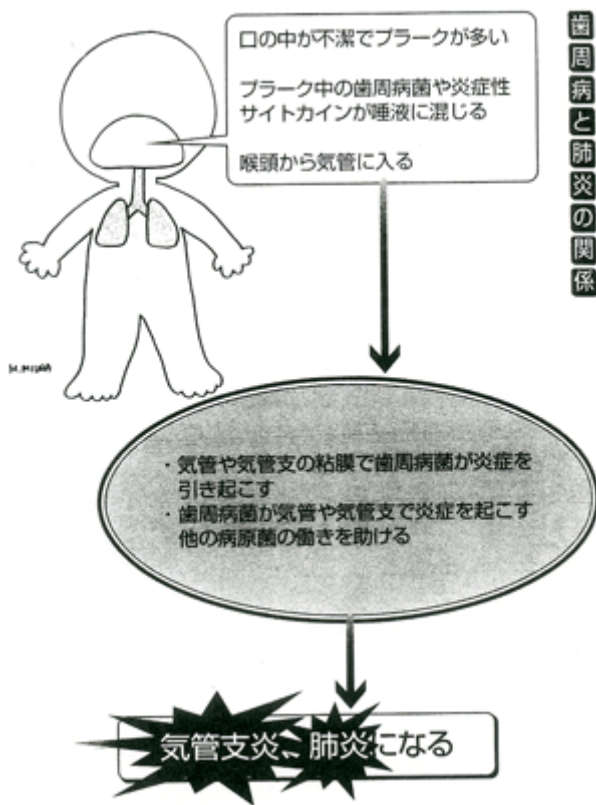 歯周病と肺炎の関係
口の中が不潔でプラークが多い
プラーク中の歯周病菌や炎症性
サイトカインが唾液に混じる
喉頭から気管に入る
・気管や気管支の粘膜で歯周病菌が炎症を
引き起こす
・歯周病菌が気管や気管支で炎症を起こす
他の病原菌の働きを助ける
気管支炎、肺炎になる